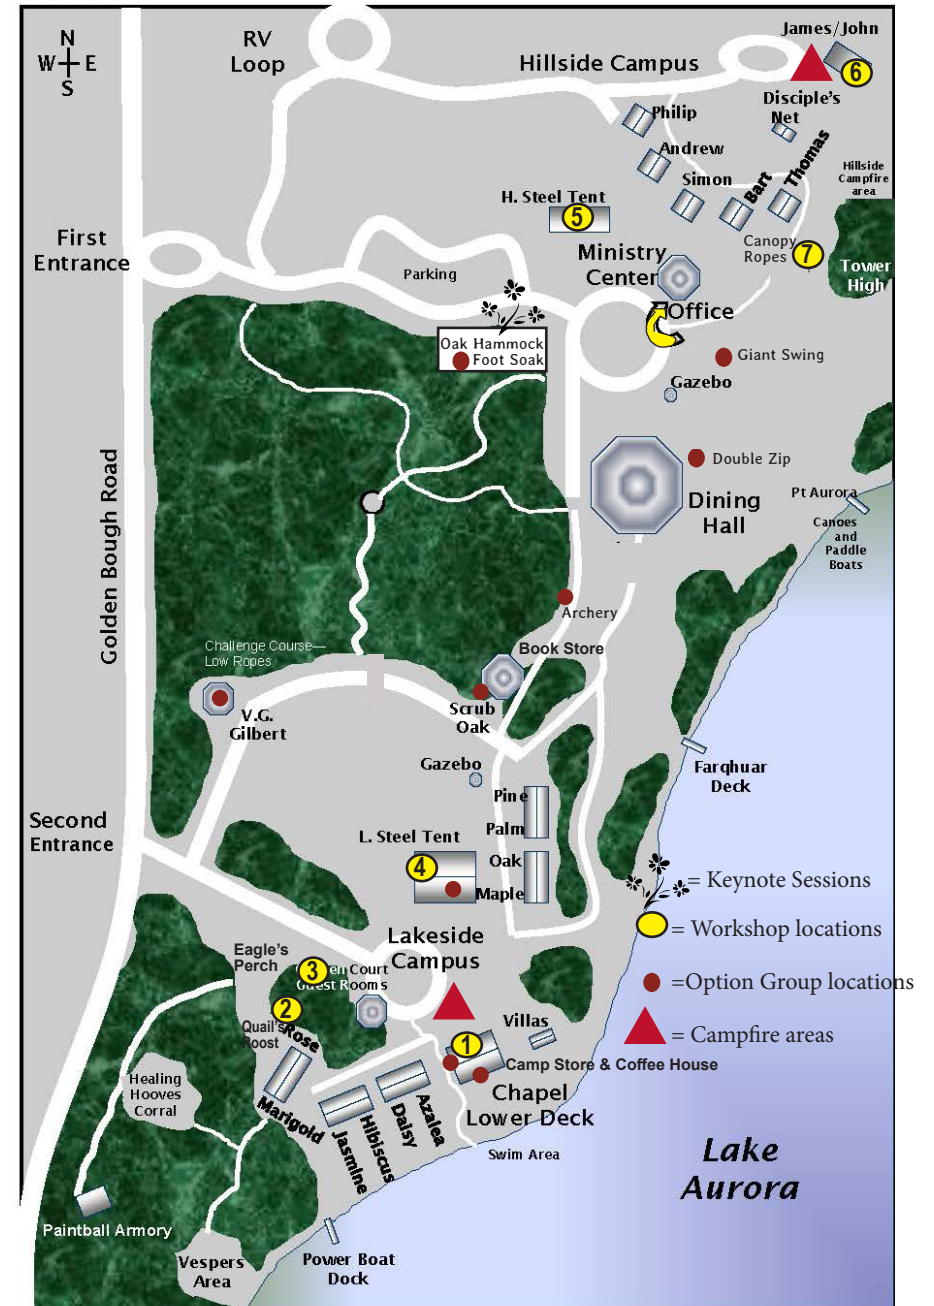 N
W E
S
RV
Loop
Hillside Campus
James/John
6
Disciple's
Net
Philip
Andrew
Simon
Bart
Thomas
Hillside
Campfire
area
H. Steel Tent
5
First
Entrance
Parking
Ministry
Center
Canopy
Ropes
7
Tower
High
Office
Oak Hammock
Foot Soak
Giant Swing
Gazebo
Double Zip
Dining
Hall
Pt Aurora
Canoes
and
Paddle
Boats
Golden Bough Road
Archery
Challenge Course—
Low Ropes
Book Store
V.G.
Gilbert
Scrub
Oak
Gazebo
Farqhuar
Deck
Pine
Palm
Second
Entrance
L. Steel Tent
4
Oak
Maple
= Keynote Sessions
= Workshop locations
=Option Group locations
= Campfire areas
Lakeside
Campus
Eagle's
Perch
3
Court
Rooms
2
Quail's
Roost
Rose
Villas
1
Camp Store & Coffee House
Chapel
Lower Deck
Healing
Hooves
Corral
Marigold
Jasmine
Hibiscus
Daisy
Azalea
Swim Area
Lake
Aurora
Paintball Armory
Vespers
Area
Power Boat
Dock